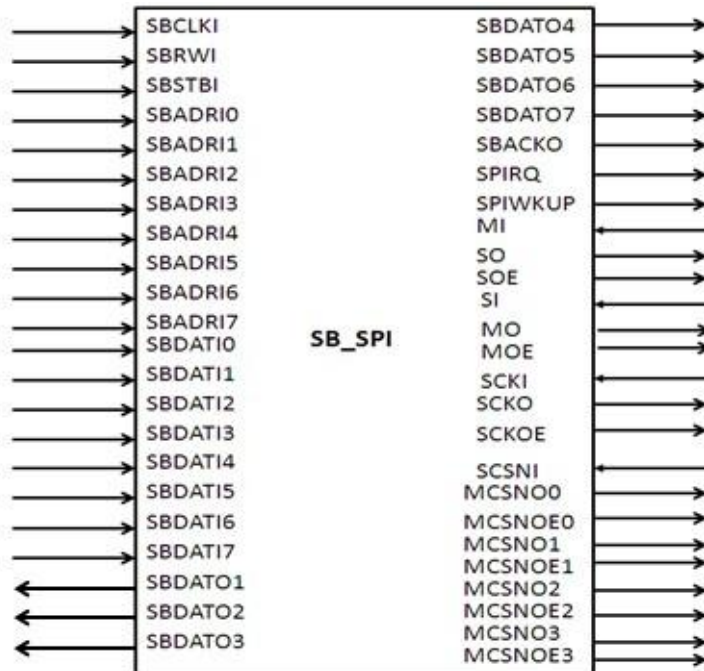 SBCLKI
SBRWI
SBSTBI
SBADRI0
SBADRI1
SBADRI2
SBADRI3
SBADRI4
SBADRI5
SBADRI6
SBADRI7
SBDATI0
SBDATI1
SBDATI2
SBDATI3
SBDATI4
SBDATI5
SBDATI6
SBDATI7
SBDATO1
SBDATO2
SBDATO3
SB_SPI
SBDATO4
SBDATO5
SBDATO6
SBDATO7
SBACKO
SPIRQ
SPIWKUP
MI
SO
SOE
SI
MO
MOE
SCKI
SCKO
SCKOE
SCSNI
MCSNO0
MCSNOE0
MCSNO1
MCSNOE1
MCSNO2
MCSNOE2
MCSNO3
MCSNOE3